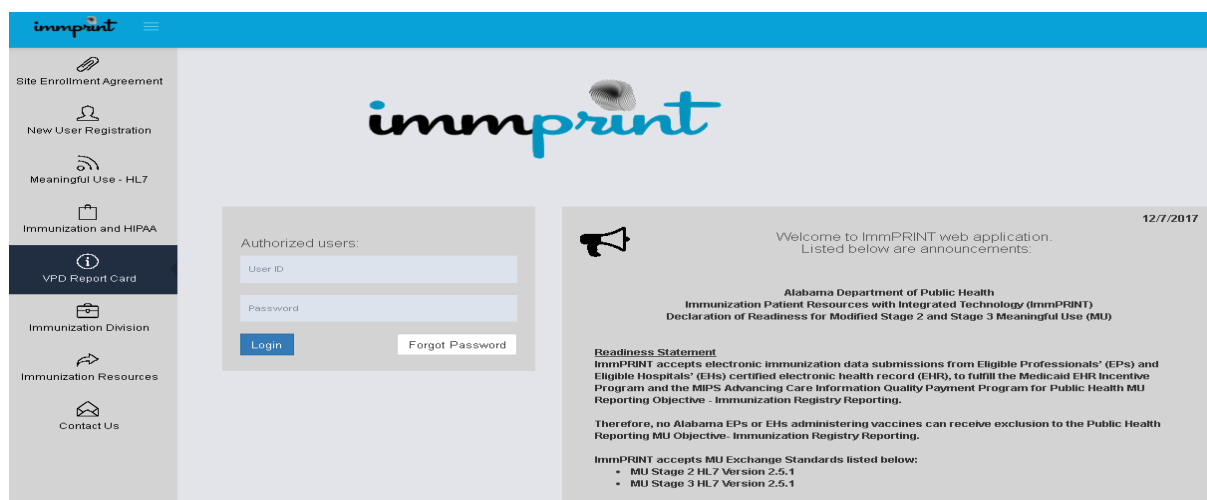 immprint
Site Enrollment Agreement
New User Registration
Meaningful Use - HL7
Immunization and HIPAA
VPD Report Card
Immunization Division
Immunization Resources
Contact Us
immprint
Authorized users:
User ID
Password
Login
Forgot Password
12/7/2017
Welcome to ImmPRINT web application.
Listed below are announcements:
Alabama Department of Public Health
Immunization Patient Resources with Integrated Technology (ImmPRINT)
Declaration of Readiness for Modified Stage 2 and Stage 3 Meaningful Use (MU)
Readiness Statement
ImmPRINT accepts electronic immunization data submissions from Eligible Professionals' (EPs) and
Eligible Hospitals' (EHs) certified electronic health record (EHR), to fulfill the Medicaid EHR Incentive
Program and the MIPS Advancing Care Information Quality Payment Program for Public Health MU
Reporting Objective - Immunization Registry Reporting.
Therefore, no Alabama EPs or EHs administering vaccines can receive exclusion to the Public Health
Reporting MU Objective- Immunization Registry Reporting.
ImmPRINT accepts MU Exchange Standards listed below:
• MU Stage 2 HL7 Version 2.5.1
• MU Stage 3 HL7 Version 2.5.1